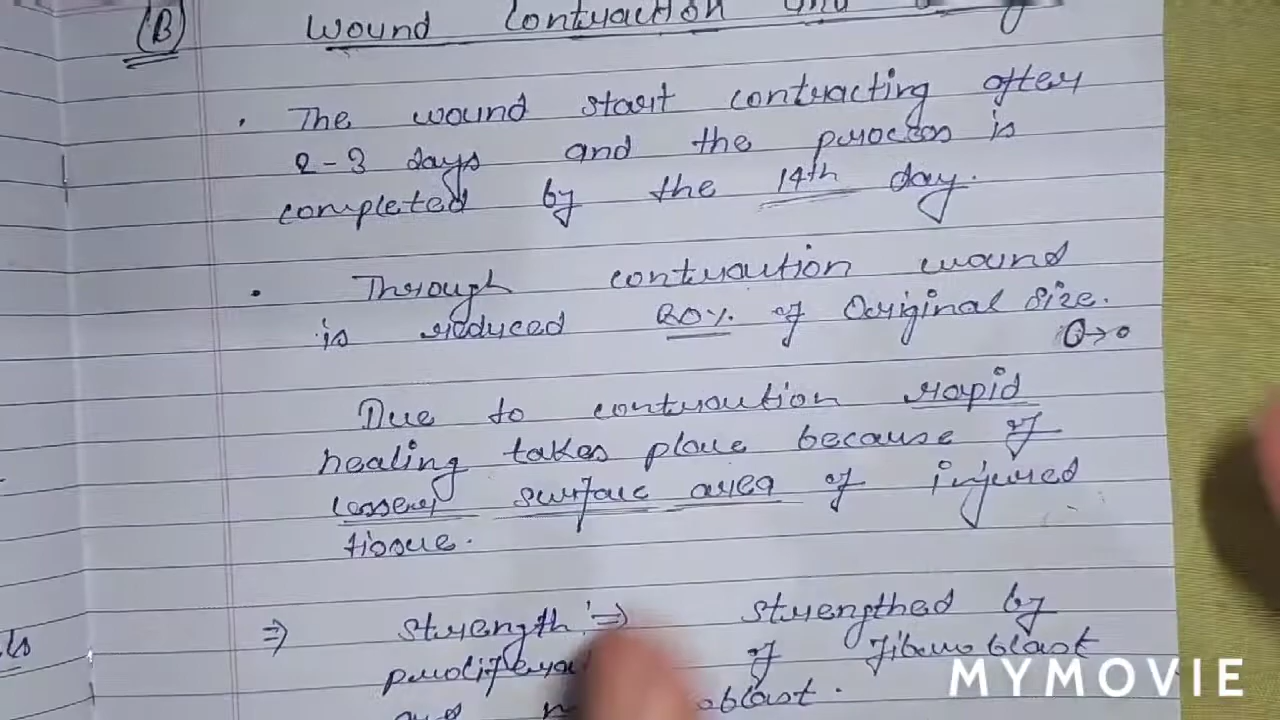 (B) Wound Contraction and
. The wound start contracting after
2-3 days and the process is
completed by the 14th day.
. Through contraction wound
is reduced 80% of Original Size.
O→o
Due to contraction rapid
healing takes place because of
lesser surface area of injured
tissue.
⇒ Strength :⇒ Strengthed by
of fibroblast
MYMOVIE